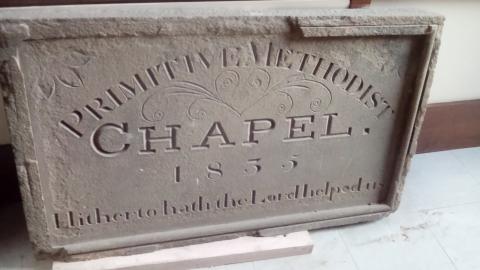 PRIMITIVE METHODIST
CHAPEL.
1835
Hitherto hath the Lord helped us